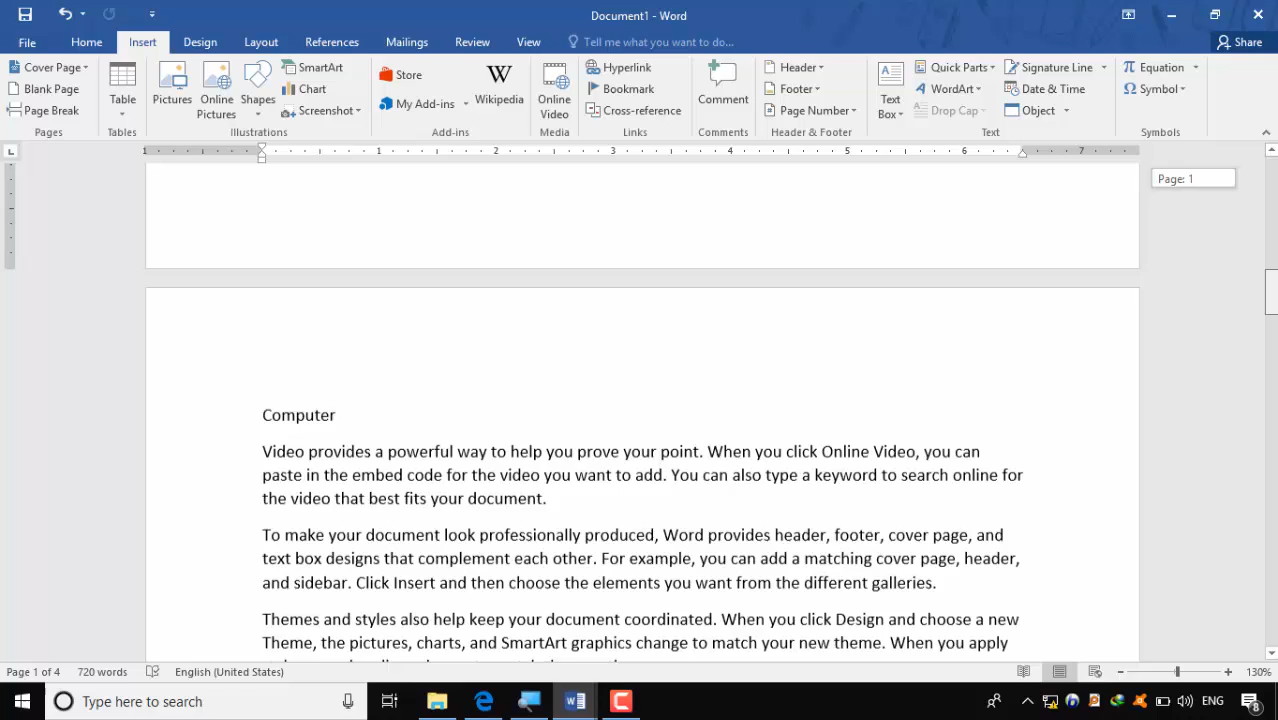 Document1 - Word
File Home Insert Design Layout References Mailings Review View Tell me what you want to do... Share
Cover Page
Blank Page
Page Break
Pages
Table
Tables
Pictures
Online Pictures
Shapes
SmartArt
Chart
Screenshot
Illustrations
Store
My Add-ins
W
Wikipedia
Add-ins
Online Video
Media
Hyperlink
Bookmark
Cross-reference
Links
Comment
Comments
Header
Footer
Page Number
Header & Footer
Text Box
Quick Parts
WordArt
Drop Cap
Signature Line
Date & Time
Object
Text
π Equation
Ω Symbol
Symbols
1 1 2 3 4 5 6 7
Page: 1
Computer
Video provides a powerful way to help you prove your point. When you click Online Video, you can
paste in the embed code for the video you want to add. You can also type a keyword to search online for
the video that best fits your document.
To make your document look professionally produced, Word provides header, footer, cover page, and
text box designs that complement each other. For example, you can add a matching cover page, header,
and sidebar. Click Insert and then choose the elements you want from the different galleries.
Themes and styles also help keep your document coordinated. When you click Design and choose a new
Theme, the pictures, charts, and SmartArt graphics change to match your new theme. When you apply
Page 1 of 4 720 words English (United States) 130%
Type here to search
ENG
8